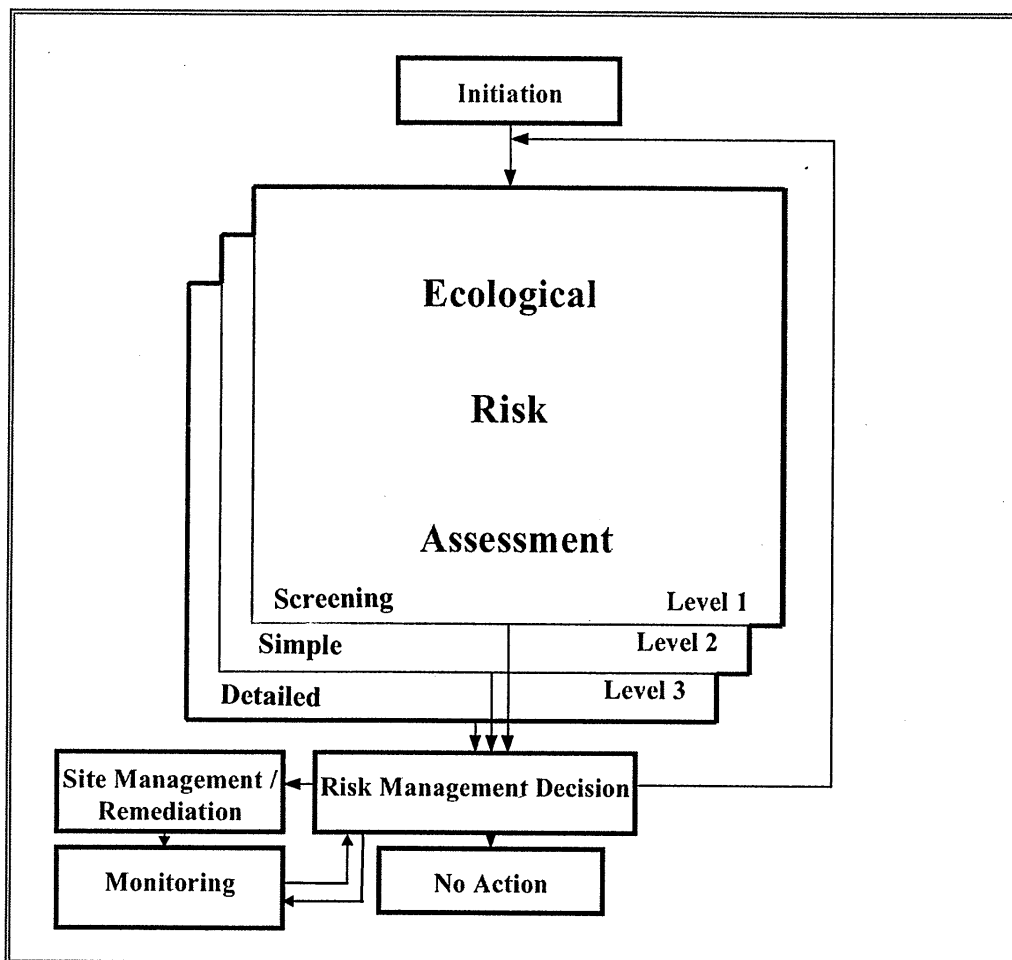 Initiation
Ecological
Risk
Assessment
Screening Level 1
Simple Level 2
Detailed Level 3
Site Management /
Remediation
Risk Management Decision
Monitoring
No Action